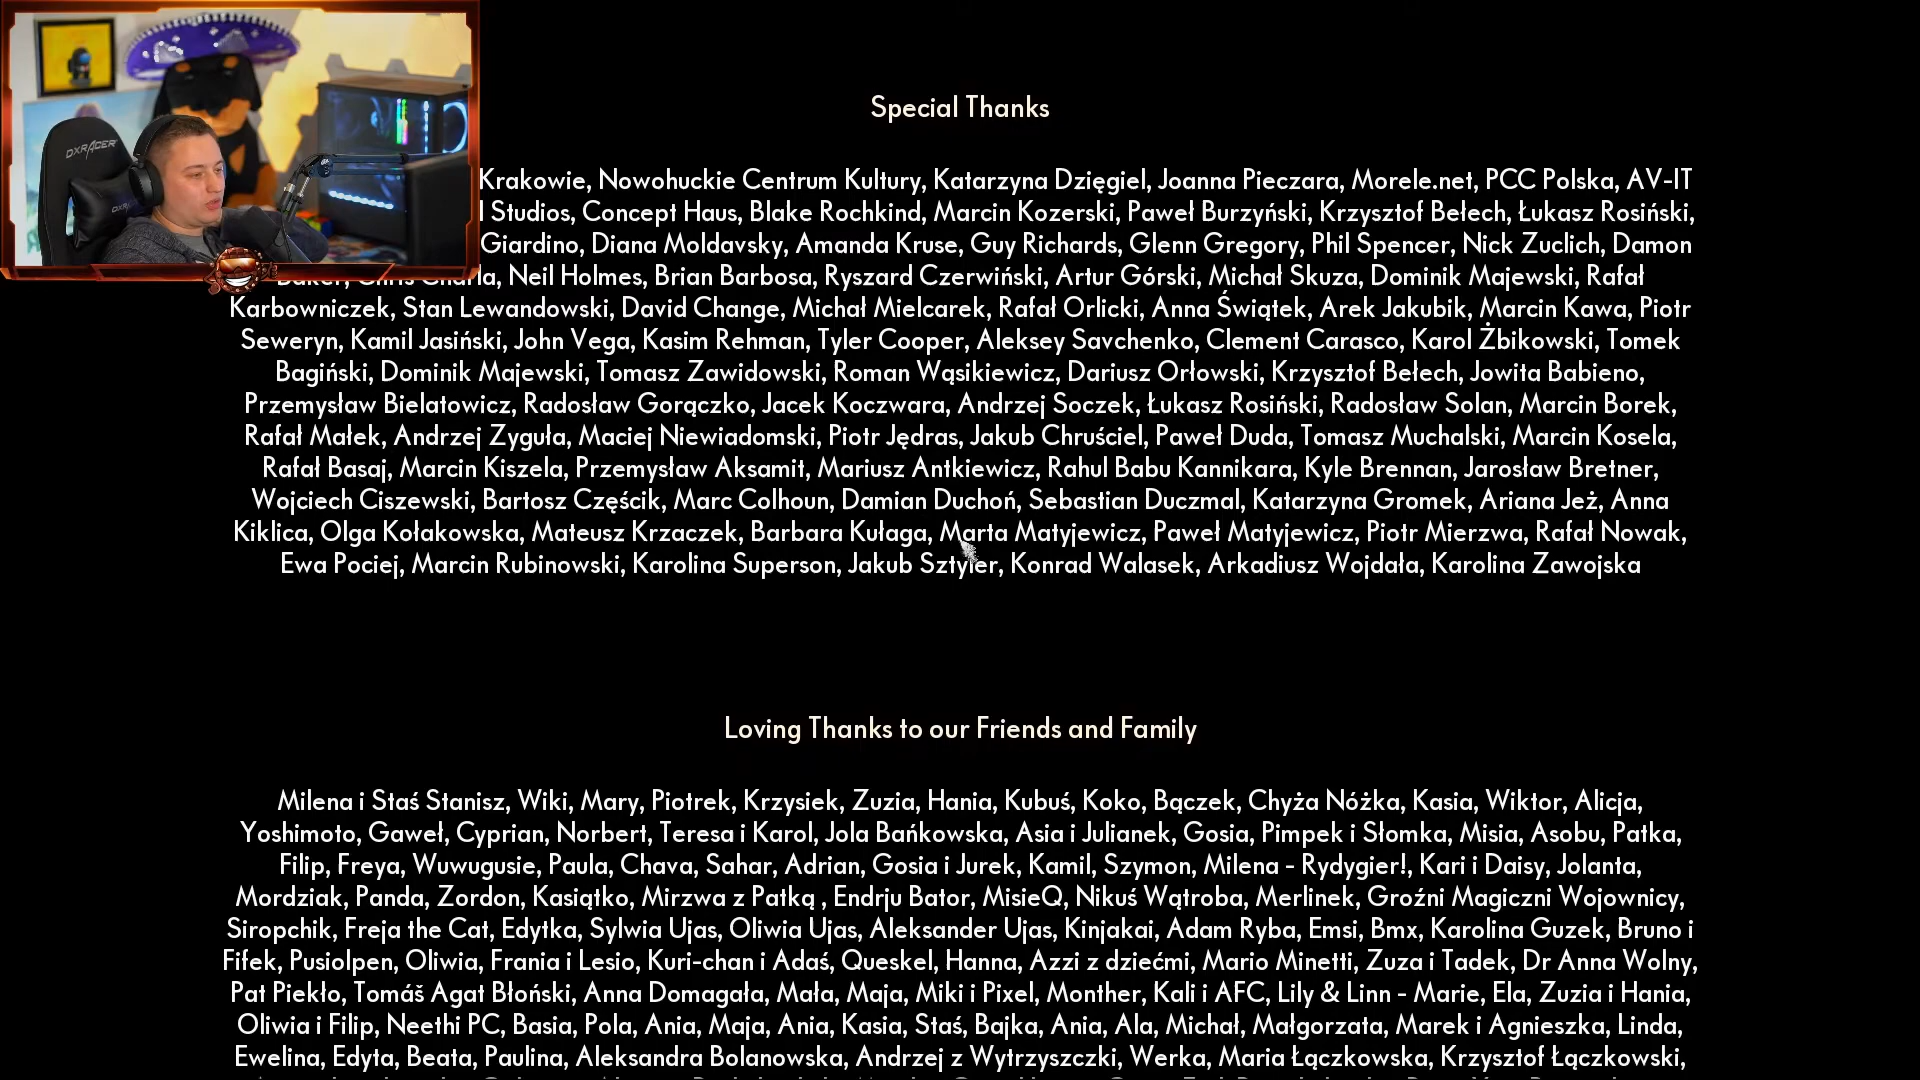 DXRACER
Special Thanks
Krakowie, Nowohuckie Centrum Kultury, Katarzyna Dzięgiel, Joanna Pieczara, Morele.net, PCC Polska, AV-IT
Studios, Concept Haus, Blake Rochkind, Marcin Kozerski, Paweł Burzyński, Krzysztof Bełech, Łukasz Rosiński,
Giardino, Diana Moldavsky, Amanda Kruse, Guy Richards, Glenn Gregory, Phil Spencer, Nick Zuclich, Damon
Neil Holmes, Brian Barbosa, Ryszard Czerwiński, Artur Górski, Michał Skuza, Dominik Majewski, Rafał
Karbowniczek, Stan Lewandowski, David Change, Michał Mielcarek, Rafał Orlicki, Anna Świątek, Arek Jakubik, Marcin Kawa, Piotr
Seweryn, Kamil Jasiński, John Vega, Kasim Rehman, Tyler Cooper, Aleksey Savchenko, Clement Carasco, Karol Żbikowski, Tomek
Bagiński, Dominik Majewski, Tomasz Zawidowski, Roman Wąsikiewicz, Dariusz Orłowski, Krzysztof Bełech, Jowita Babieno,
Przemysław Bielatowicz, Radosław Gorączko, Jacek Koczwara, Andrzej Soczek, Łukasz Rosiński, Radosław Solan, Marcin Borek,
Rafał Małek, Andrzej Zyguła, Maciej Niewiadomski, Piotr Jędras, Jakub Chruściel, Paweł Duda, Tomasz Muchalski, Marcin Kosela,
Rafał Basaj, Marcin Kiszela, Przemysław Aksamit, Mariusz Antkiewicz, Rahul Babu Kannikara, Kyle Brennan, Jarosław Bretner,
Wojciech Ciszewski, Bartosz Częścik, Marc Colhoun, Damian Duchoń, Sebastian Duczmal, Katarzyna Gromek, Ariana Jeż, Anna
Kiklica, Olga Kołakowska, Mateusz Krzaczek, Barbara Kułaga, Marta Matyjewicz, Paweł Matyjewicz, Piotr Mierzwa, Rafał Nowak,
Ewa Pociej, Marcin Rubinowski, Karolina Superson, Jakub Sztyler, Konrad Walasek, Arkadiusz Wojdała, Karolina Zawojska
Loving Thanks to our Friends and Family
Milena i Staś Stanisz, Wiki, Mary, Piotrek, Krzysiek, Zuzia, Hania, Kubuś, Koko, Bączek, Chyża Nóżka, Kasia, Wiktor, Alicja,
Yoshimoto, Gaweł, Cyprian, Norbert, Teresa i Karol, Jola Bańkowska, Asia i Julianek, Gosia, Pimpek i Słomka, Misia, Asobu, Patka,
Filip, Freya, Wuwugusie, Paula, Chava, Sahar, Adrian, Gosia i Jurek, Kamil, Szymon, Milena - Rydygier!, Kari i Daisy, Jolanta,
Mordziak, Panda, Zordon, Kasiątko, Mirzwa z Patką , Endrju Bator, MisieQ, Nikuś Wątroba, Merlinek, Groźni Magiczni Wojownicy,
Siropchik, Freja the Cat, Edytka, Sylwia Ujas, Oliwia Ujas, Aleksander Ujas, Kinjakai, Adam Ryba, Emsi, Bmx, Karolina Guzek, Bruno i
Fifek, Pusiolpen, Oliwia, Frania i Lesio, Kuri-chan i Adaś, Queskel, Hanna, Azzi z dziećmi, Mario Minetti, Zuza i Tadek, Dr Anna Wolny,
Pat Piekło, Tomáš Agat Błoński, Anna Domagała, Mała, Maja, Miki i Pixel, Monther, Kali i AFC, Lily & Linn - Marie, Ela, Zuzia i Hania,
Oliwia i Filip, Neethi PC, Basia, Pola, Ania, Maja, Ania, Kasia, Staś, Bajka, Ania, Ala, Michał, Małgorzata, Marek i Agnieszka, Linda,
Ewelina, Edyta, Beata, Paulina, Aleksandra Bolanowska, Andrzej z Wytrzyszczki, Werka, Maria Łączkowska, Krzysztof Łączkowski,